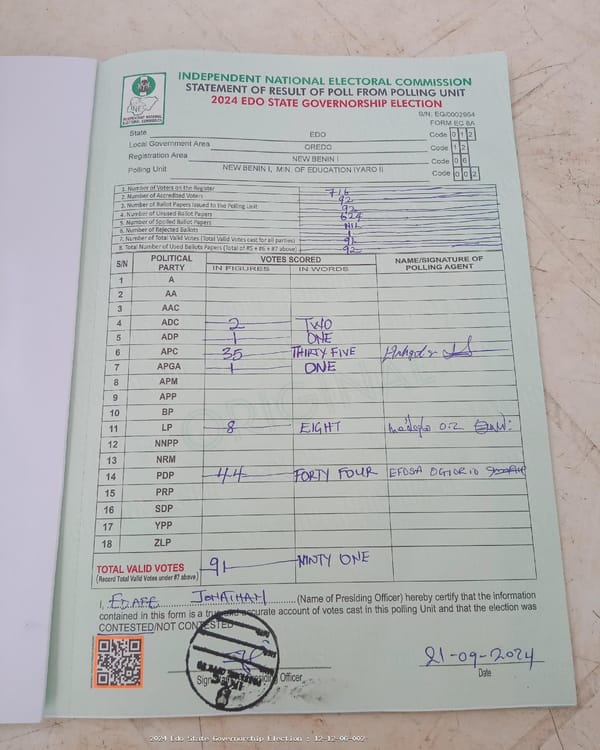 INDEPENDENT NATIONAL ELECTORAL COMMISSION
STATEMENT OF RESULT OF POLL FROM POLLING UNIT
2024 EDO STATE GOVERNORSHIP ELECTION
S/N: EG/0002954
FORM EC 8A
INDEPENDENT NATIONAL ELECTORAL COMMISSION
State EDO Code 0 1 2
Local Government Area OREDO Code 1 2
Registration Area NEW BENIN I Code 0 6
Polling Unit NEW BENIN I, MIN. OF EDUCATION IYARO II Code 0 0 2
1. Number of Voters on the Register 716
2. Number of Accredited Voters 92
3. Number of Ballot Papers Issued to the Polling Unit
4. Number of Unused Ballot Papers 624
5. Number of Spoiled Ballot Papers NIL
6. Number of Rejected Ballots 1
7. Number of Total Valid Votes (Total Valid Votes cast for all parties) 91
8. Total Number of Used Ballots Papers (Total of #5 + #6 + #7 above) 92
S/N POLITICAL PARTY VOTES SCORED NAME/SIGNATURE OF POLLING AGENT
IN FIGURES IN WORDS
1 A
2 AA
3 AAC
4 ADC 2 TWO
5 ADP 1 ONE
6 APC 35 THIRTY FIVE
7 APGA 1 ONE
8 APM
9 APP
10 BP
11 LP 8 EIGHT
12 NNPP
13 NRM
14 PDP 44 FORTY FOUR EFOSA OGIORIO
15 PRP
16 SDP
17 YPP
18 ZLP
ORIGINAL
TOTAL VALID VOTES 91 NINTY ONE
(Record Total Valid Votes under #7 above)
I, EDAFE JONATHAN (Name of Presiding Officer) hereby certify that the information
contained in this form is a true and accurate account of votes cast in this polling Unit and that the election was
CONTESTED/NOT CONTESTED
21-09-2024
Signature of Presiding Officer Date
2024 Edo State Governorship Election : 12-12-06-002